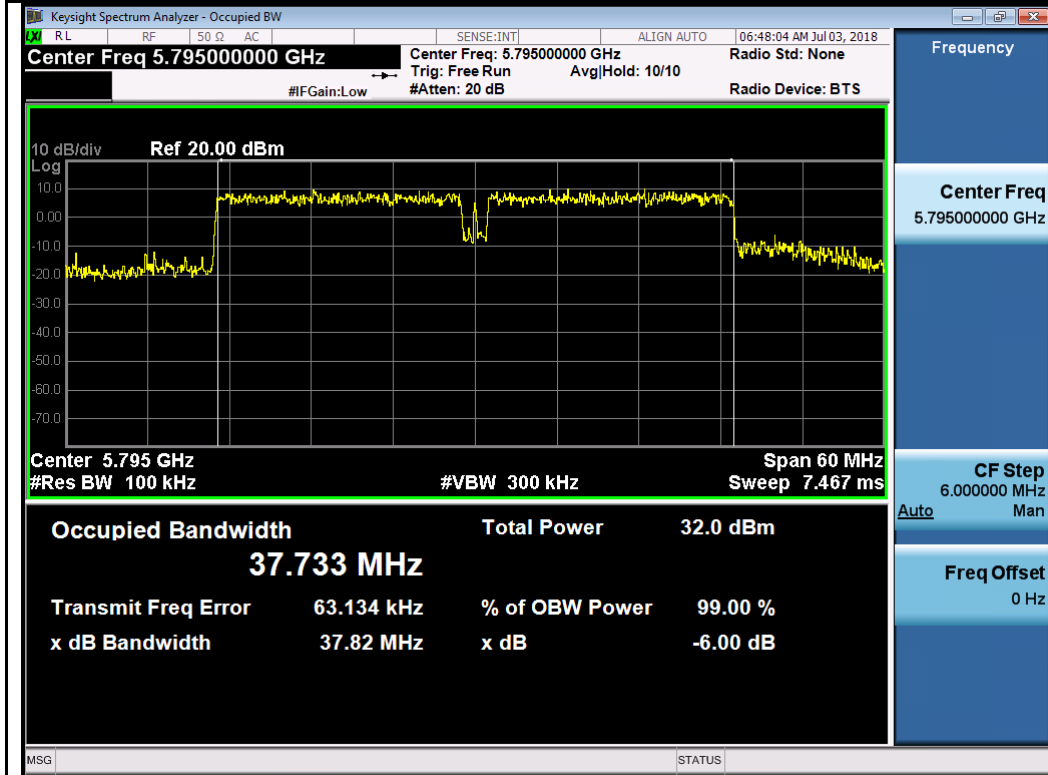 Keysight Spectrum Analyzer - Occupied BW
LXI RL RF 50 Ω AC SENSE:INT ALIGN AUTO 06:48:04 AM Jul 03, 2018
Center Freq 5.795000000 GHz
Center Freq: 5.795000000 GHz Radio Std: None
Trig: Free Run Avg|Hold: 10/10
#IFGain:Low #Atten: 20 dB Radio Device: BTS
10 dB/div Ref 20.00 dBm
Log
10.0
0.00
-10.0
-20.0
-30.0
-40.0
-50.0
-60.0
-70.0
Center 5.795 GHz Span 60 MHz
#Res BW 100 kHz #VBW 300 kHz Sweep 7.467 ms
Occupied Bandwidth Total Power 32.0 dBm
37.733 MHz
Transmit Freq Error 63.134 kHz % of OBW Power 99.00 %
x dB Bandwidth 37.82 MHz x dB -6.00 dB
MSG STATUS
Frequency
Center Freq
5.795000000 GHz
CF Step
6.000000 MHz
Auto Man
Freq Offset
0 Hz